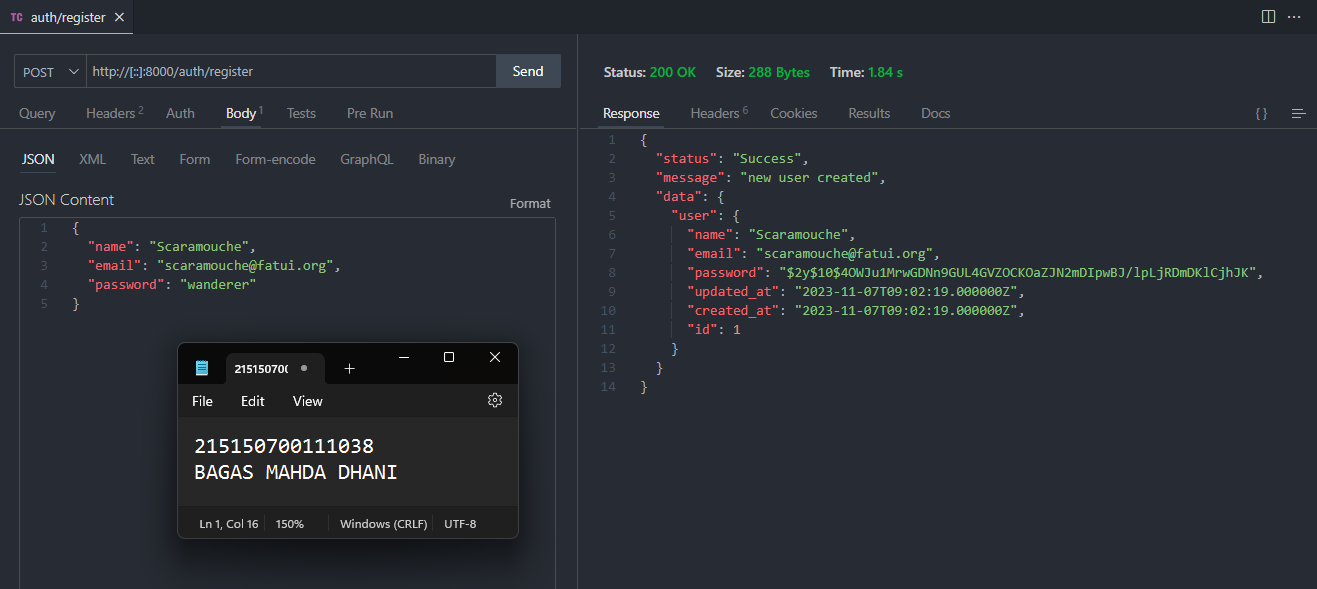 TC auth/register
POST http://[::]:8000/auth/register Send
Query Headers 2 Auth Body 1 Tests Pre Run
JSON XML Text Form Form-encode GraphQL Binary
JSON Content
Format
1 {
2 "name": "Scaramouche",
3 "email": "scaramouche@fatui.org",
4 "password": "wanderer"
5 }
215150700
File Edit View
215150700111038
BAGAS MAHDA DHANI
Ln 1, Col 16 150% Windows (CRLF) UTF-8
Status: 200 OK Size: 288 Bytes Time: 1.84 s
Response Headers 6 Cookies Results Docs {}
1 {
2 "status": "Success",
3 "message": "new user created",
4 "data": {
5 "user": {
6 "name": "Scaramouche",
7 "email": "scaramouche@fatui.org",
8 "password": "$2y$10$4OWJu1MrwGDNn9GUL4GVZOCKOaZJN2mDIpwBJ/lpLjRDmDKlCjhJK",
9 "updated_at": "2023-11-07T09:02:19.000000Z",
10 "created_at": "2023-11-07T09:02:19.000000Z",
11 "id": 1
12 }
13 }
14 }